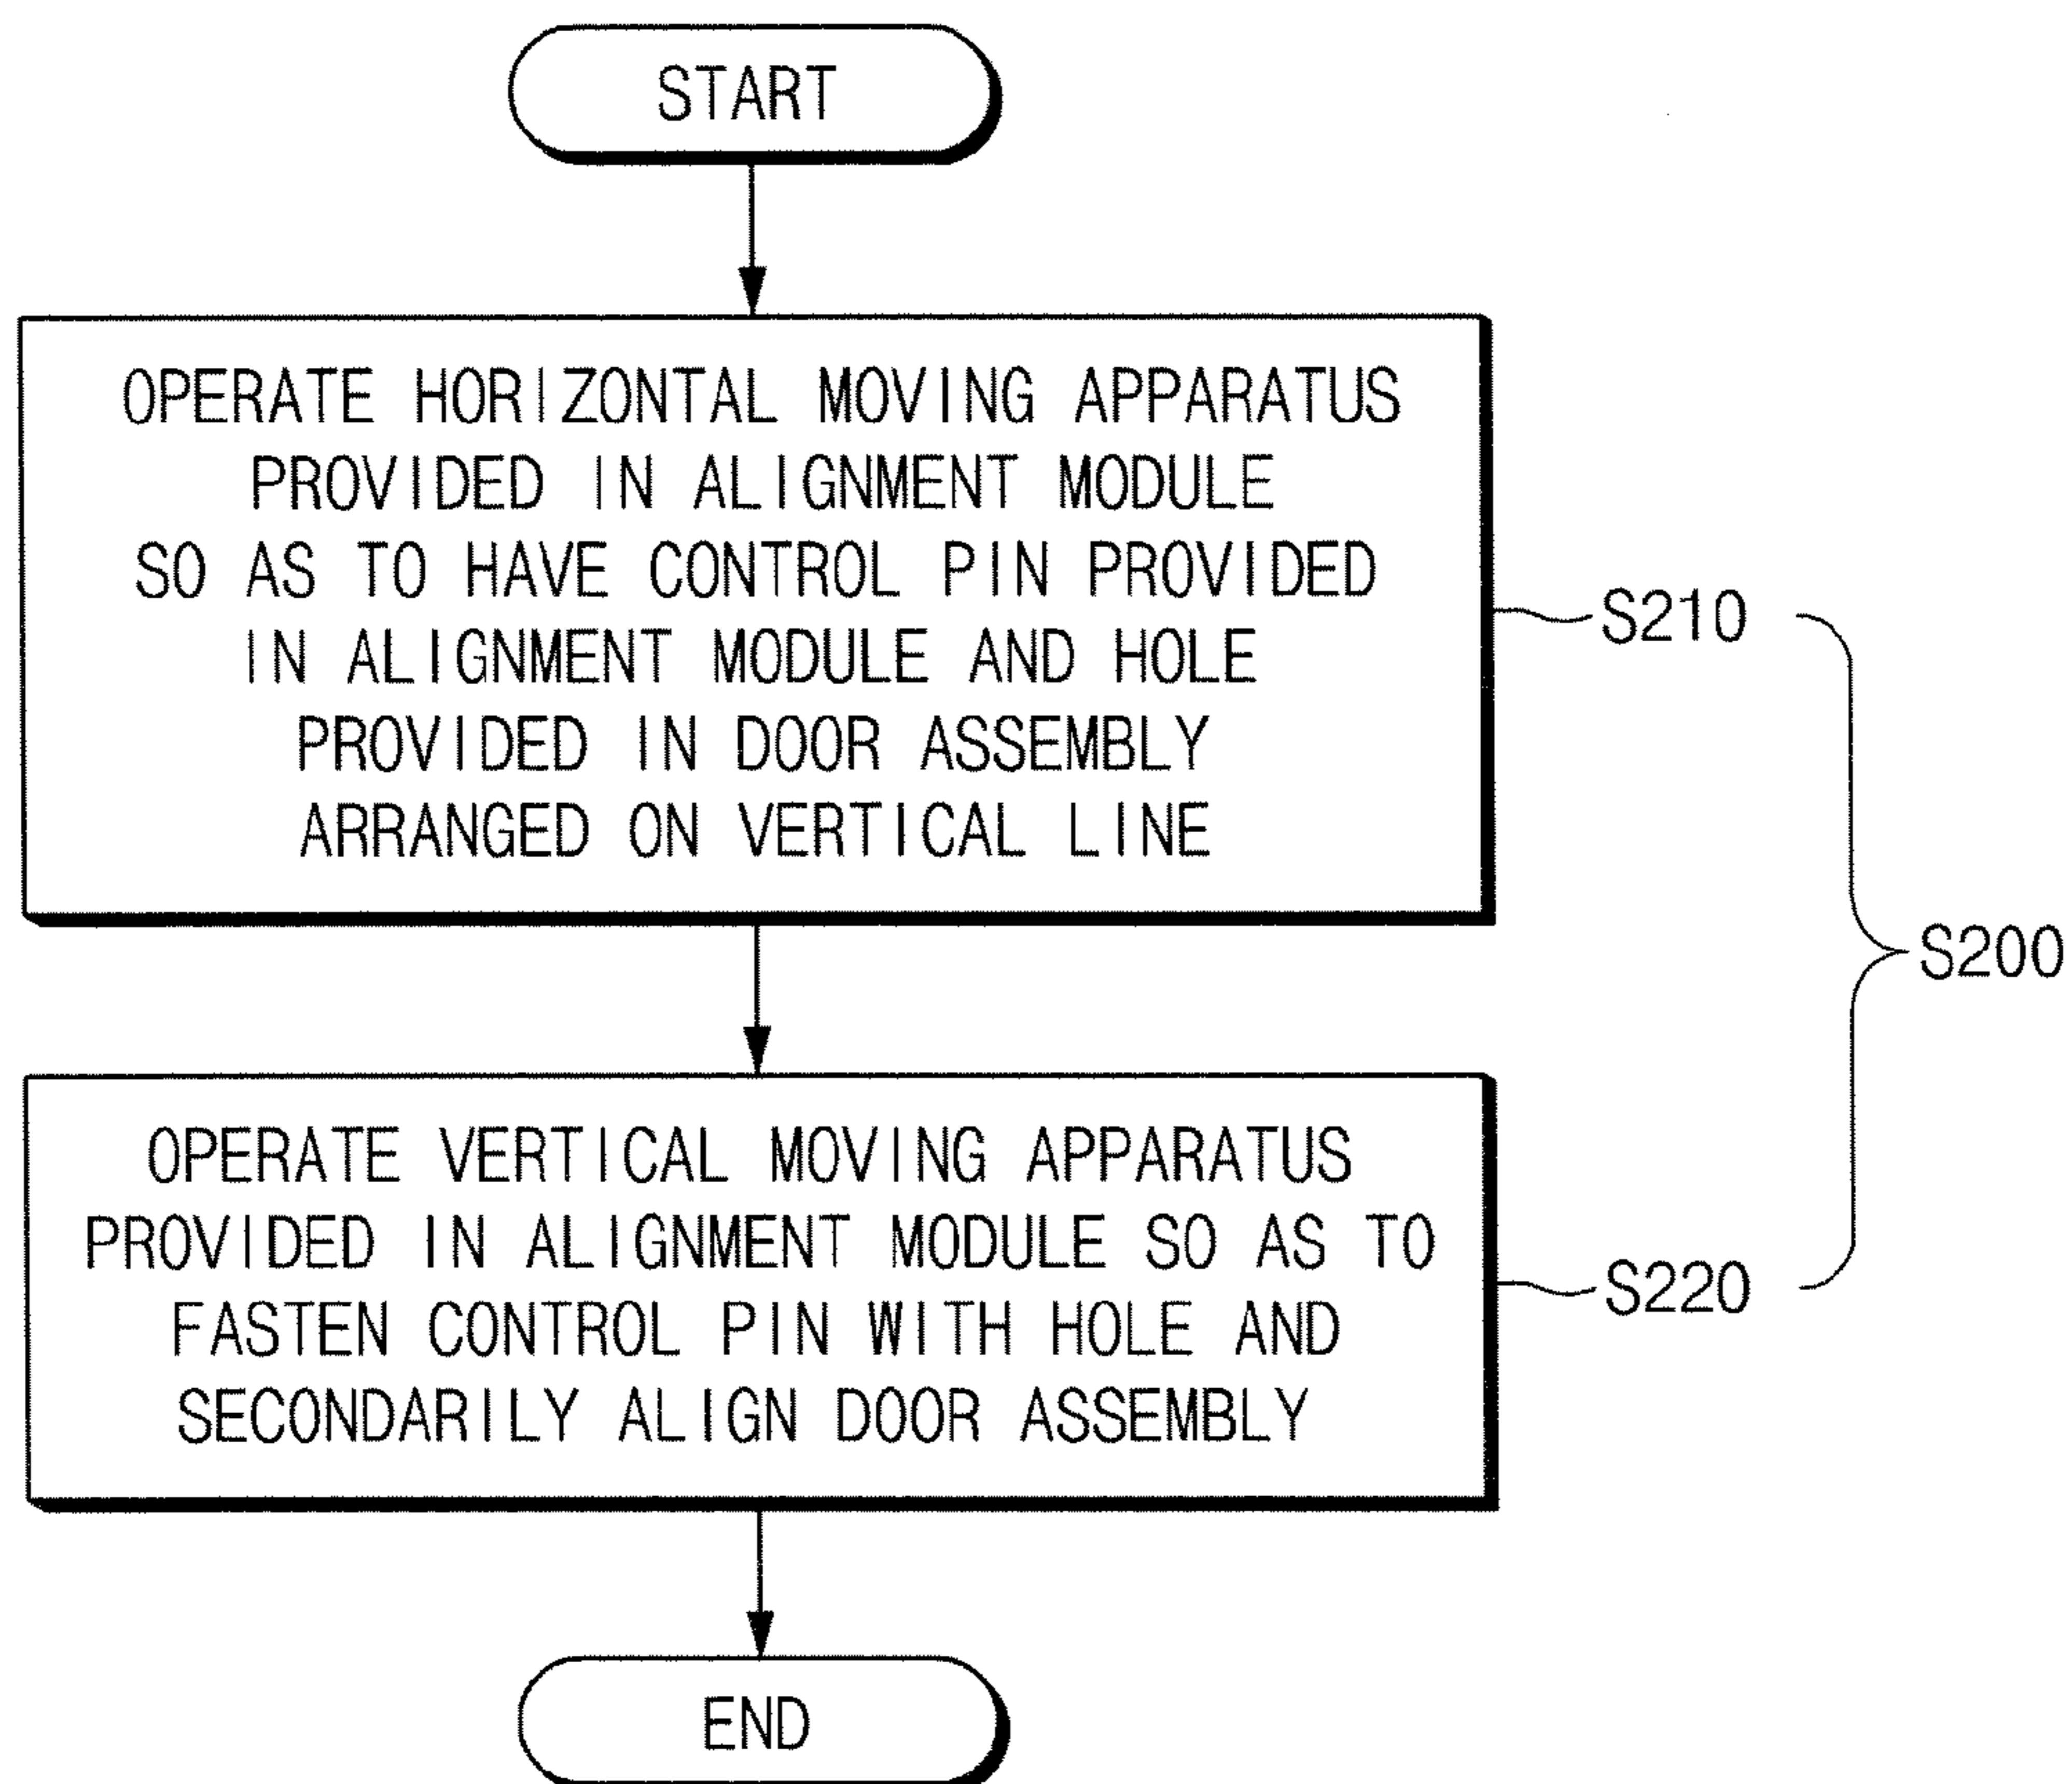 START
OPERATE HORIZONTAL MOVING APPARATUS
PROVIDED IN ALIGNMENT MODULE
SO AS TO HAVE CONTROL PIN PROVIDED
IN ALIGNMENT MODULE AND HOLE
PROVIDED IN DOOR ASSEMBLY
ARRANGED ON VERTICAL LINE
S210
S200
OPERATE VERTICAL MOVING APPARATUS
PROVIDED IN ALIGNMENT MODULE SO AS TO
FASTEN CONTROL PIN WITH HOLE AND
SECONDARILY ALIGN DOOR ASSEMBLY
S220
END